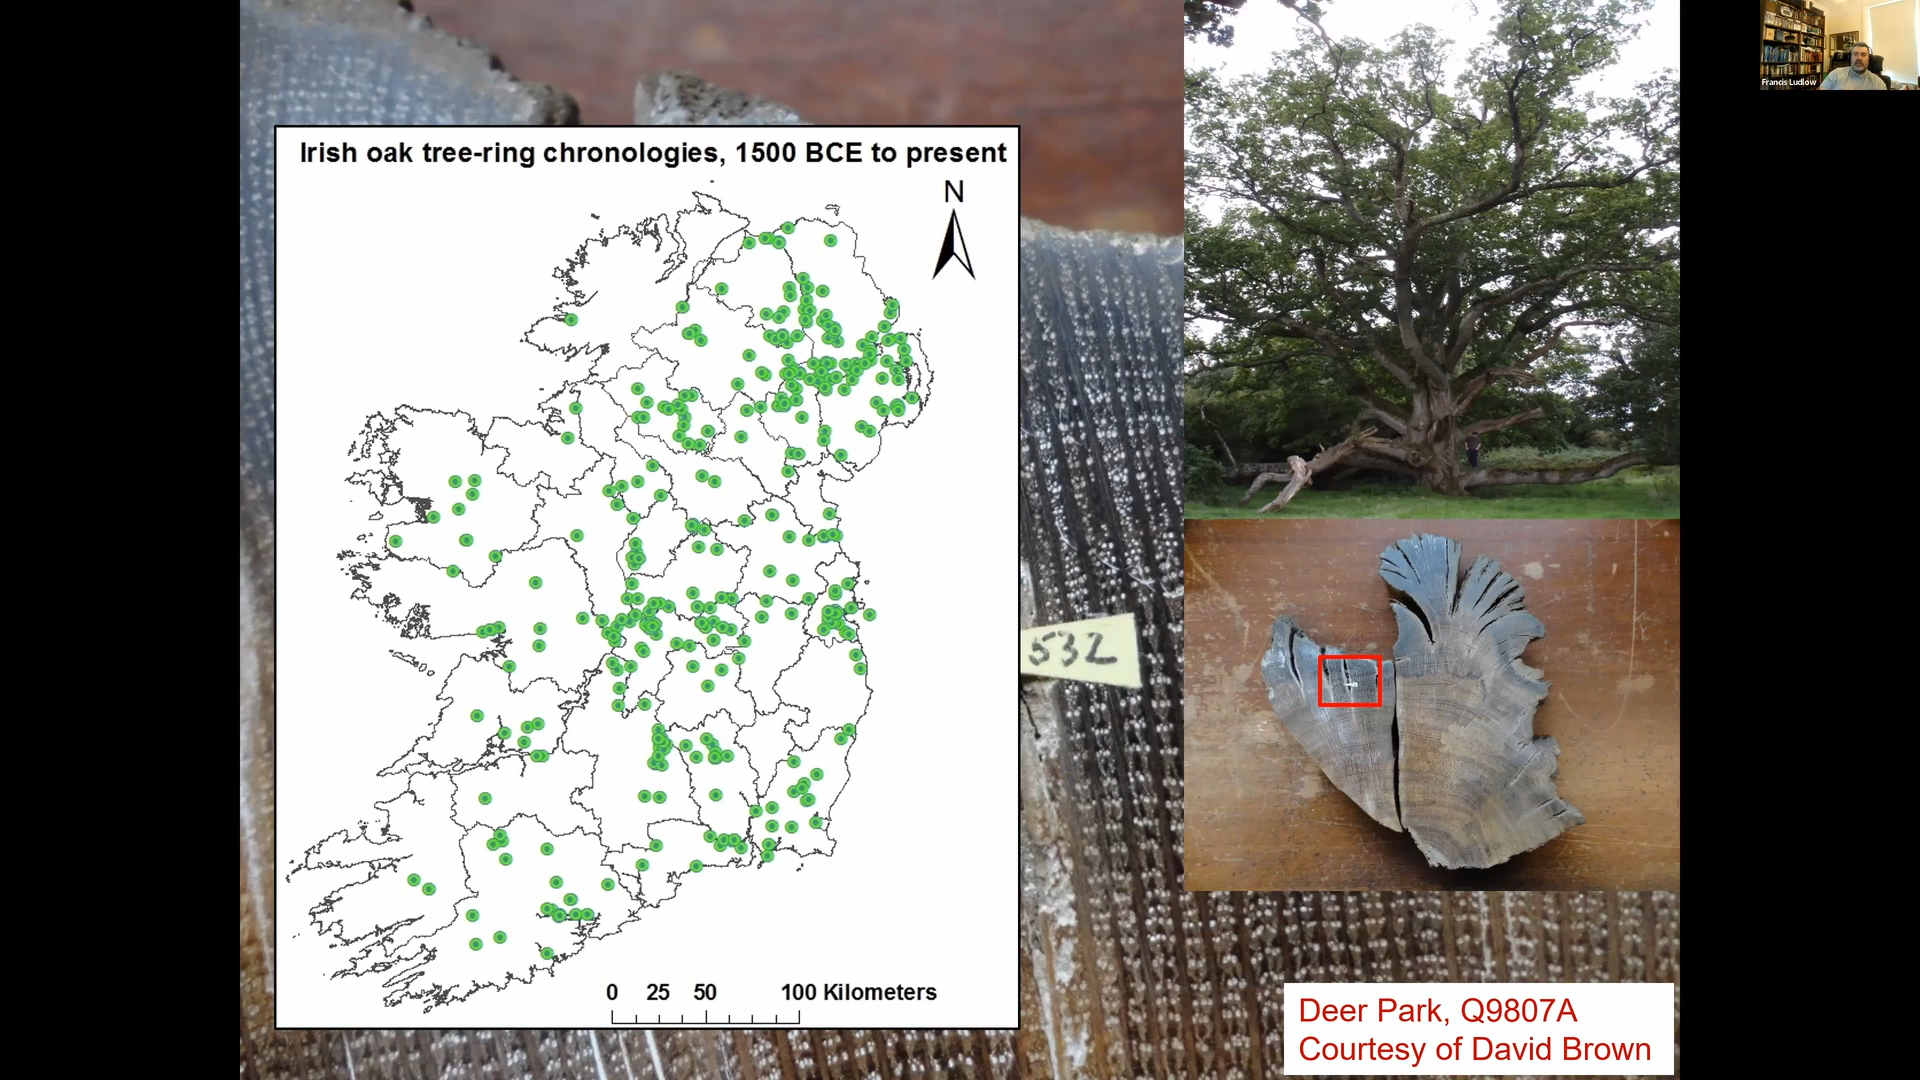 Irish oak tree-ring chronologies, 1500 BCE to present
N
0 25 50 100 Kilometers
532
Deer Park, Q9807A
Courtesy of David Brown
Francis Ludlow